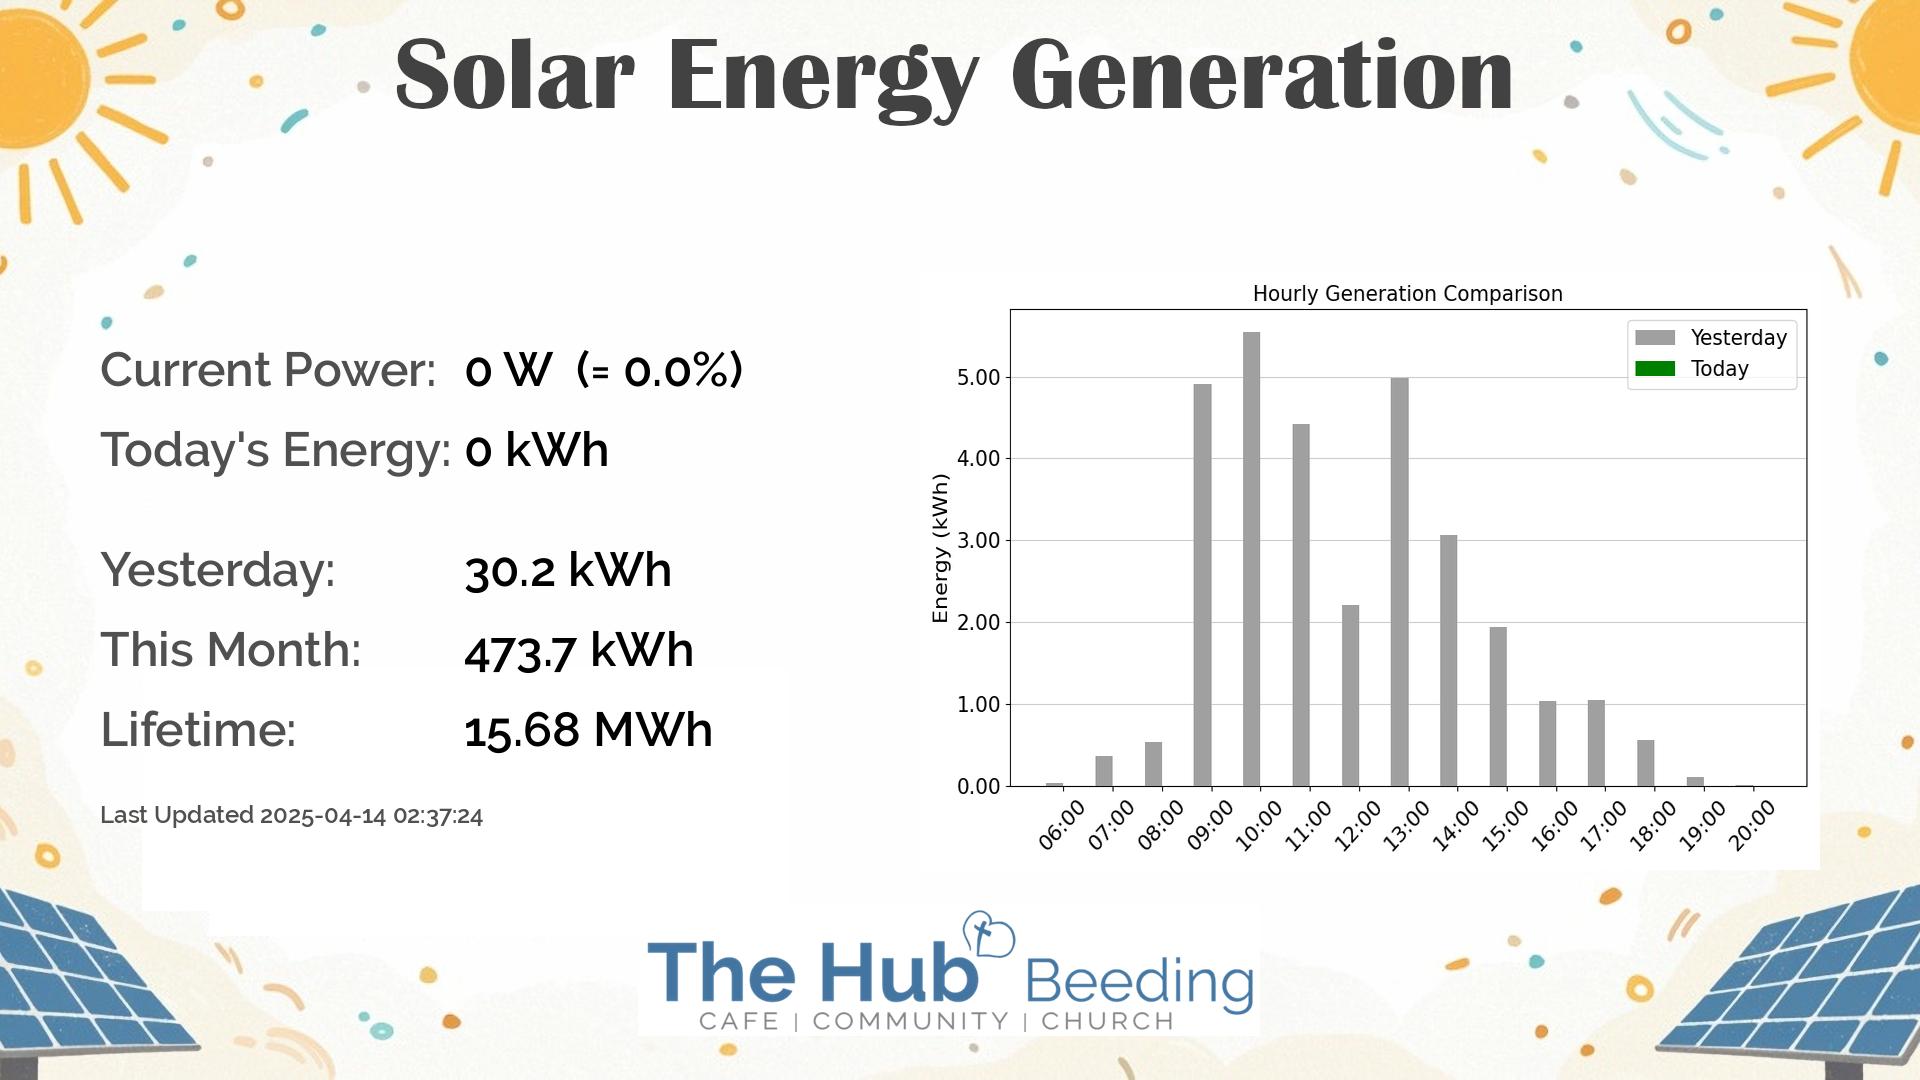 Solar Energy Generation
Current Power: 0 W (= 0.0%)
Today's Energy: 0 kWh
Yesterday: 30.2 kWh
This Month: 473.7 kWh
Lifetime: 15.68 MWh
Last Updated 2025-04-14 02:37:24
Hourly Generation Comparison
Yesterday
Today
Energy (kWh)
5.00
4.00
3.00
2.00
1.00
0.00
06:00 07:00 08:00 09:00 10:00 11:00 12:00 13:00 14:00 15:00 16:00 17:00 18:00 19:00 20:00
The Hub Beeding
CAFE | COMMUNITY | CHURCH